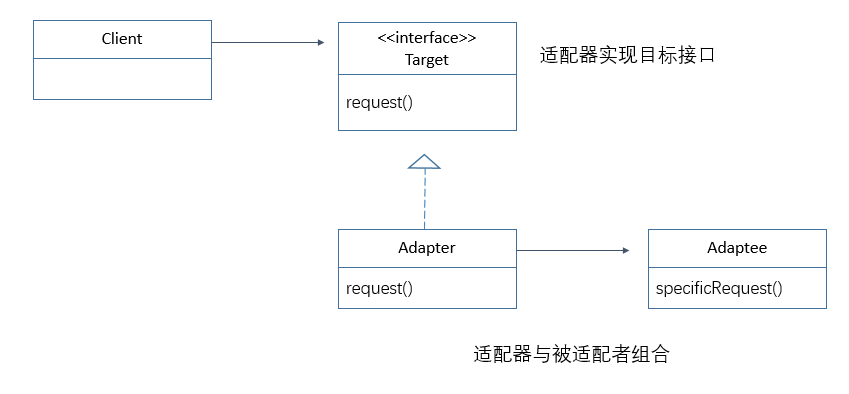 Client
<<interface>>
Target
适配器实现目标接口
request()
Adapter
Adaptee
request()
specificRequest()
适配器与被适配者组合